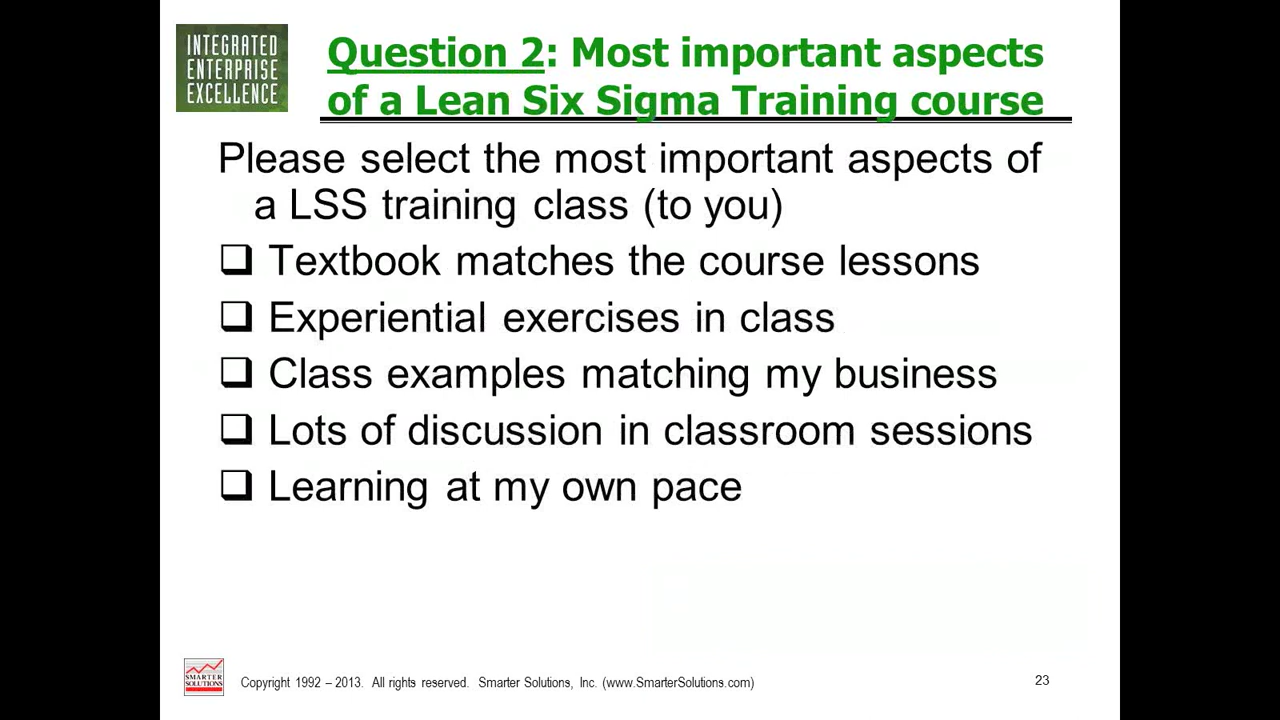 INTEGRATED
ENTERPRISE
EXCELLENCE
Question 2: Most important aspects
of a Lean Six Sigma Training course
Please select the most important aspects of
a LSS training class (to you)
❑ Textbook matches the course lessons
❑ Experiential exercises in class
❑ Class examples matching my business
❑ Lots of discussion in classroom sessions
❑ Learning at my own pace
SMARTER
SOLUTIONS
Copyright 1992 – 2013. All rights reserved. Smarter Solutions, Inc. (www.SmarterSolutions.com)
23